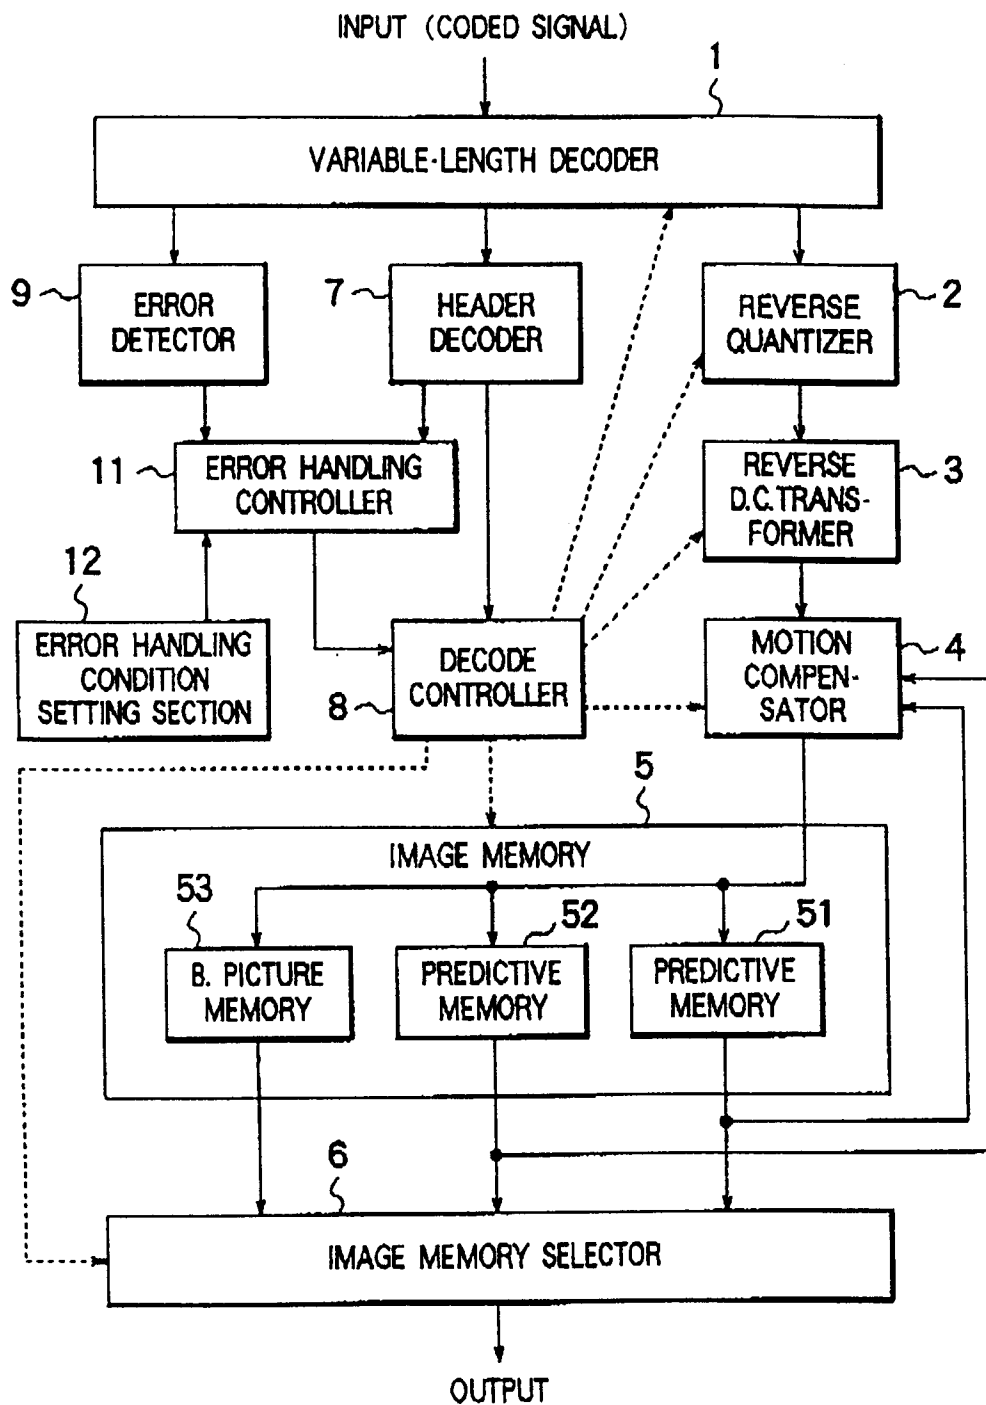 INPUT (CODED SIGNAL)
1
VARIABLE-LENGTH DECODER
9
ERROR
DETECTOR
7
HEADER
DECODER
2
REVERSE
QUANTIZER
11
ERROR HANDLING
CONTROLLER
3
REVERSE
D.C.TRANS-
FORMER
12
ERROR HANDLING
CONDITION
SETTING SECTION
8
DECODE
CONTROLLER
4
MOTION
COMPEN-
SATOR
5
IMAGE MEMORY
53
B. PICTURE
MEMORY
52
PREDICTIVE
MEMORY
51
PREDICTIVE
MEMORY
6
IMAGE MEMORY SELECTOR
OUTPUT